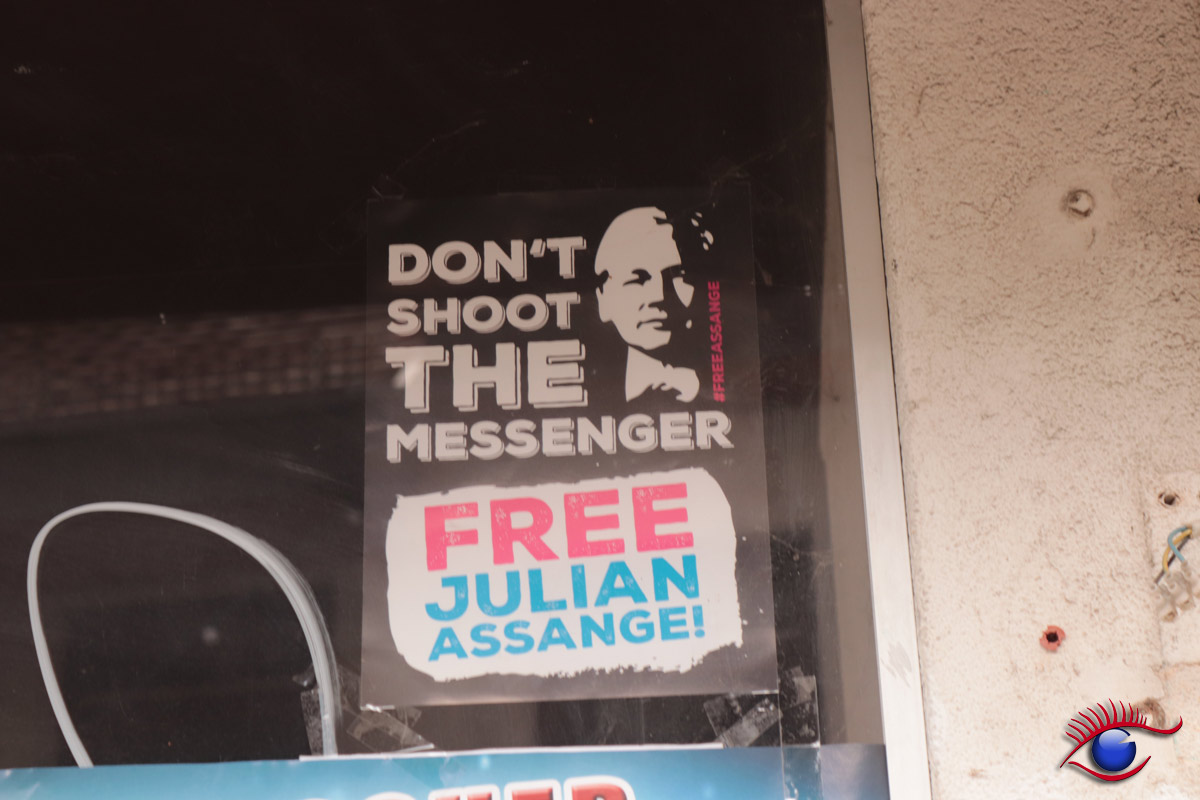 DON'T
SHOOT
THE
MESSENGER
#FREEASSANGE
FREE
JULIAN
ASSANGE!